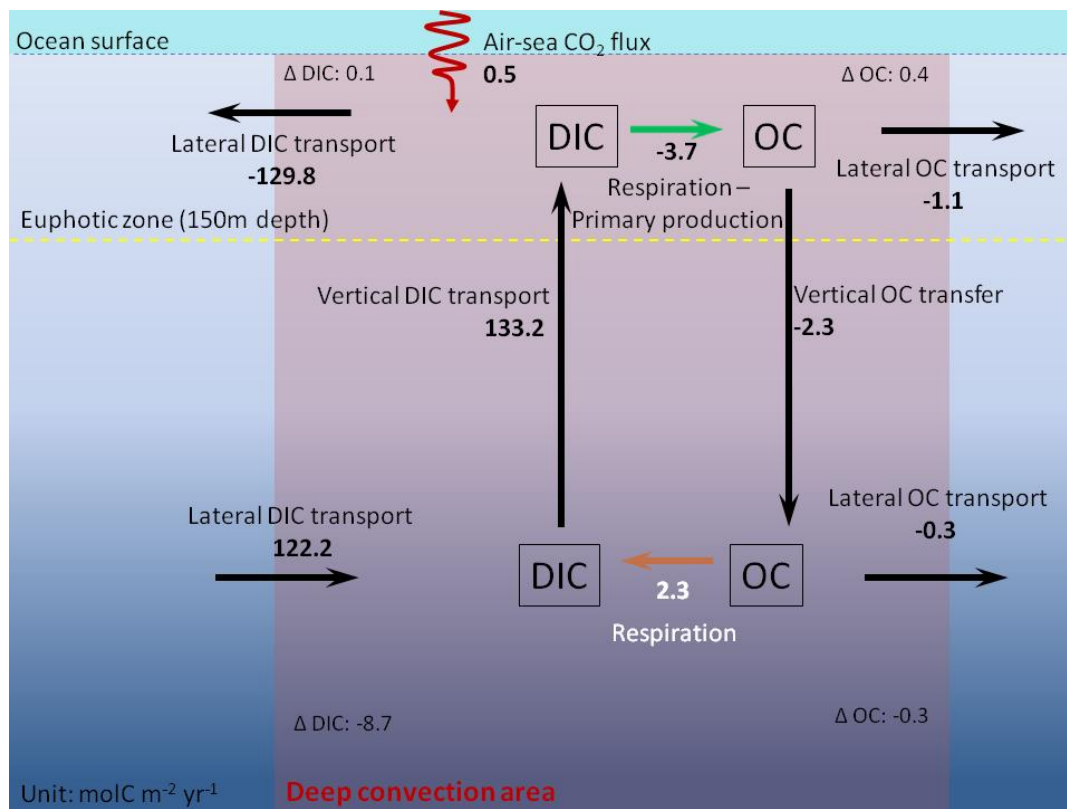 Ocean surface
Air-sea CO₂ flux
0.5
Δ DIC: 0.1
Δ OC: 0.4
DIC
OC
-3.7
Respiration –
Primary production
Lateral DIC transport
-129.8
Lateral OC transport
-1.1
Euphotic zone (150m depth)
Vertical DIC transport
133.2
Vertical OC transfer
-2.3
Lateral DIC transport
122.2
Lateral OC transport
-0.3
DIC
OC
2.3
Respiration
Δ DIC: -8.7
Δ OC: -0.3
Unit: molC m⁻² yr⁻¹
Deep convection area